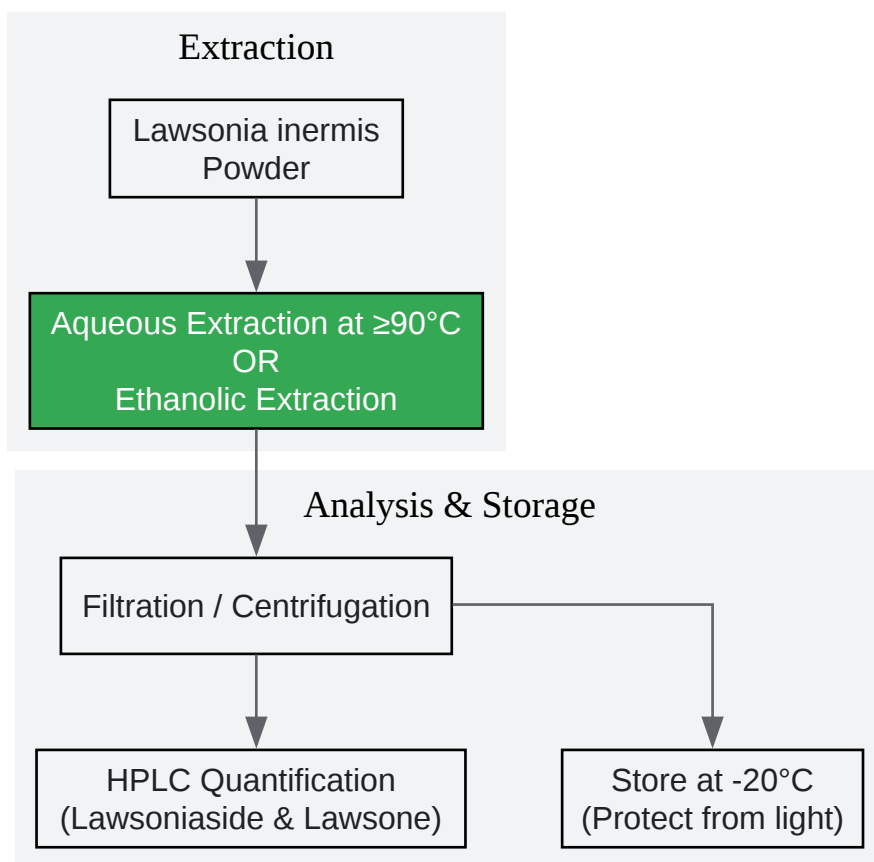 Extraction
Lawsonia inermis
Powder
Aqueous Extraction at ≥90°C
OR
Ethanolic Extraction
Analysis & Storage
Filtration / Centrifugation
HPLC Quantification
(Lawsoniaside & Lawsone)
Store at -20°C
(Protect from light)